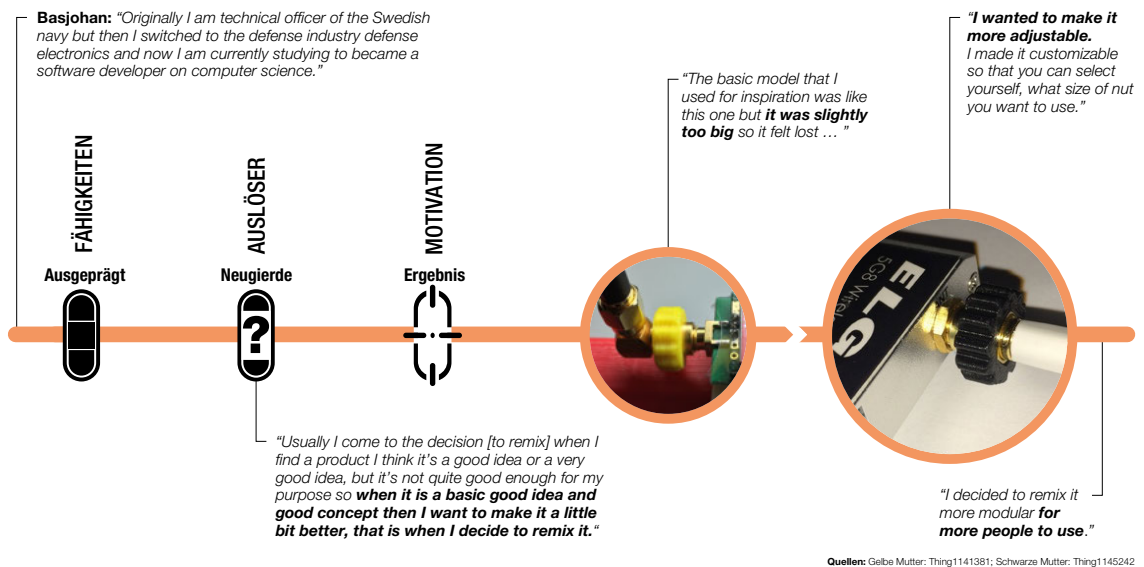 Basjohan: “Originally I am technical officer of the Swedish
navy but then I switched to the defense industry defense
electronics and now I am currently studying to became a
software developer on computer science.”
“The basic model that I
used for inspiration was like
this one but it was slightly
too big so it felt lost … ”
“I wanted to make it
more adjustable.
I made it customizable
so that you can select
yourself, what size of nut
you want to use.”
FÄHIGKEITEN
AUSLÖSER
MOTIVATION
Ausgeprägt
Neugierde
Ergebnis
?
ELG
5G8 Wirel
“Usually I come to the decision [to remix] when I
find a product I think it’s a good idea or a very
good idea, but it’s not quite good enough for my
purpose so when it is a basic good idea and
good concept then I want to make it a little
bit better, that is when I decide to remix it.“
“I decided to remix it
more modular for
more people to use.”
Quellen: Gelbe Mutter: Thing1141381; Schwarze Mutter: Thing1145242